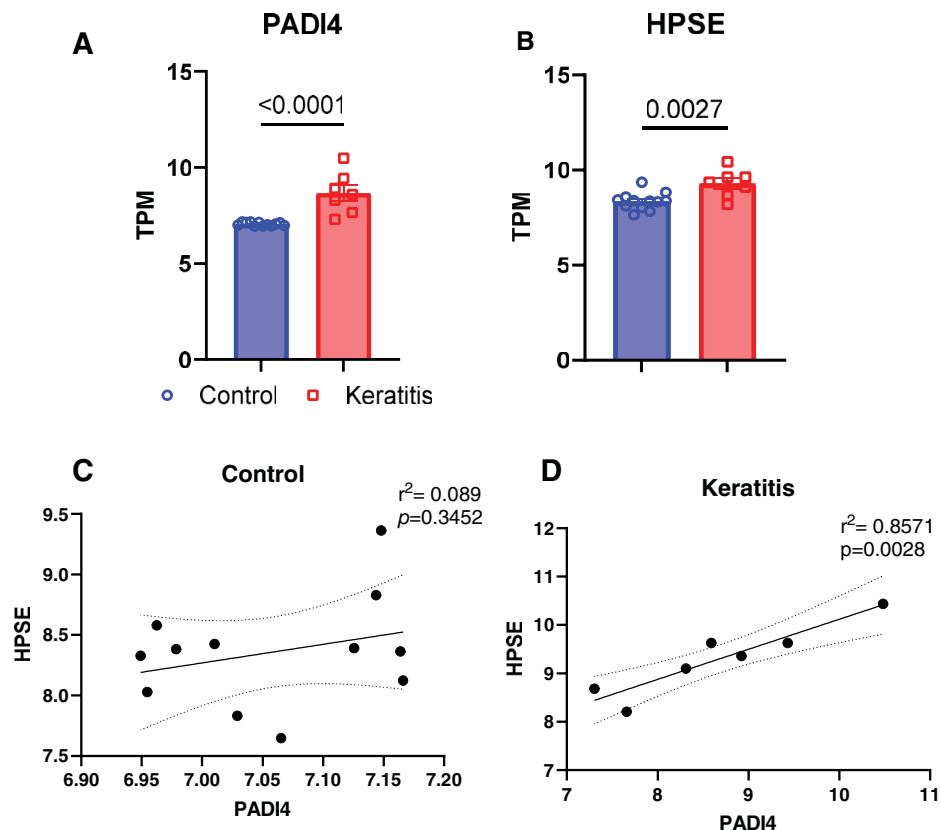 A
PADI4
TPM
15
10
5
0
<0.0001
B
HPSE
TPM
15
10
5
0
0.0027
Control
Keratitis
C
Control
r2= 0.089
p=0.3452
HPSE
9.5
9.0
8.5
8.0
7.5
6.90 6.95 7.00 7.05 7.10 7.15 7.20
PADI4
D
Keratitis
r2= 0.8571
p=0.0028
HPSE
12
11
10
9
8
7
7 8 9 10 11
PADI4